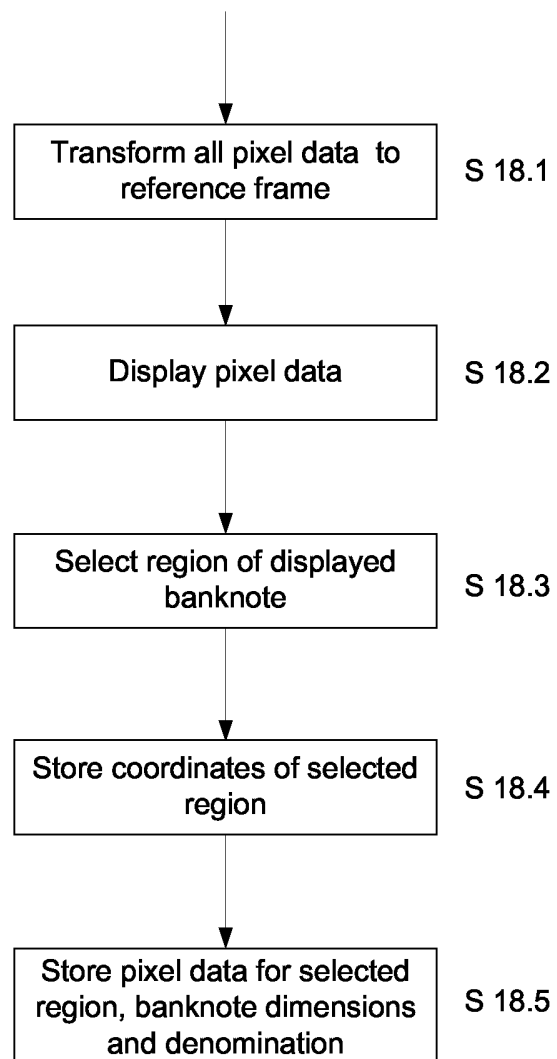 Transform all pixel data to
reference frame
S 18.1
Display pixel data
S 18.2
Select region of displayed
banknote
S 18.3
Store coordinates of selected
region
S 18.4
Store pixel data for selected
region, banknote dimensions
and denomination
S 18.5